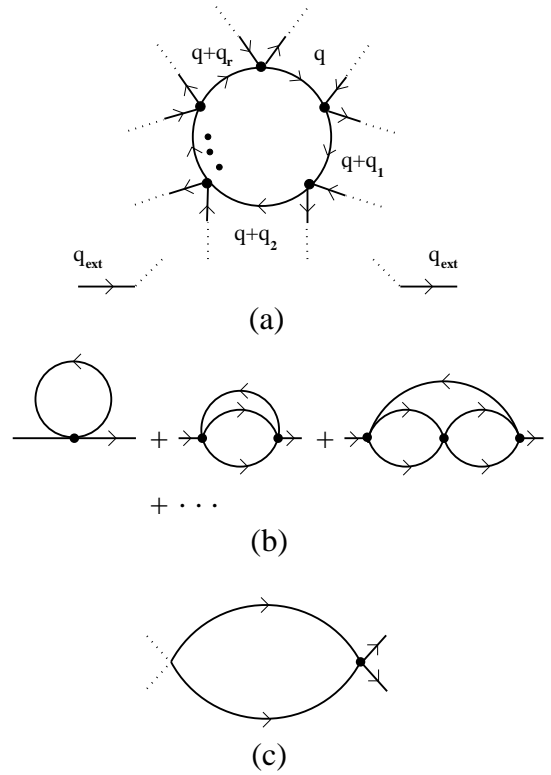 q+q_r q
q+q_1
q+q_2
q_ext q_ext
(a)
+ +
+ · · ·
(b)
(c)